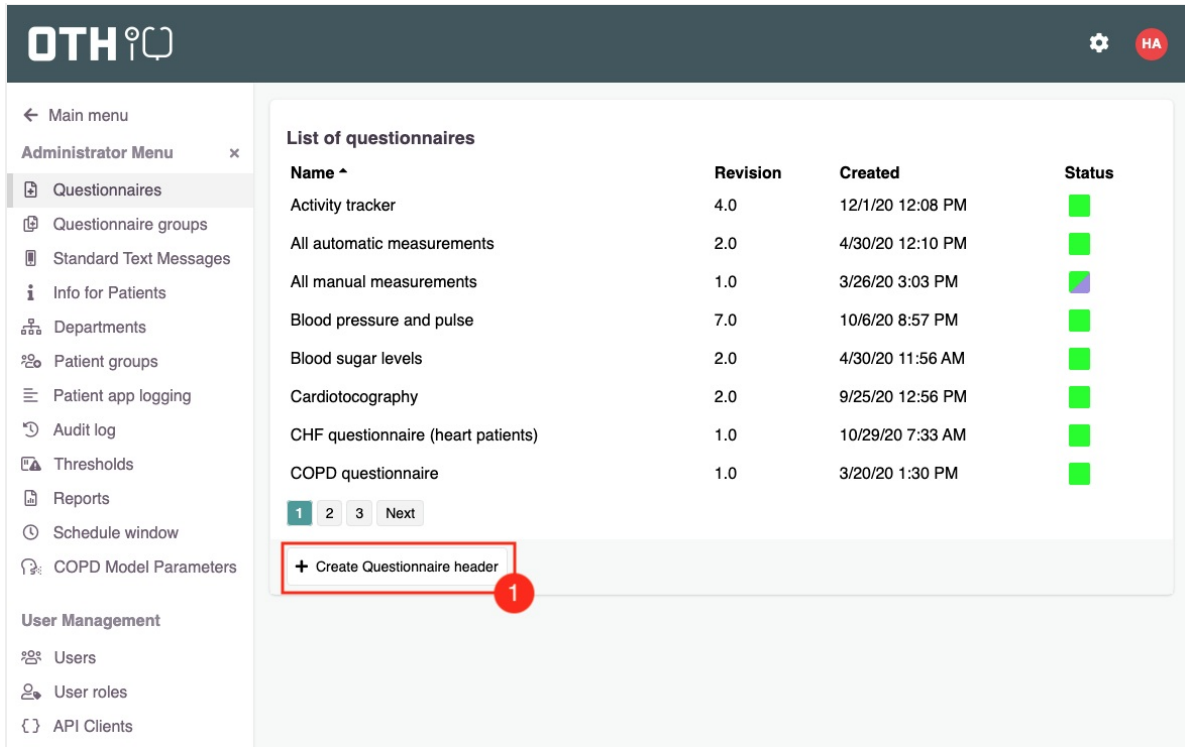 OTH
HA
Main menu
Administrator Menu ×
Questionnaires
Questionnaire groups
Standard Text Messages
Info for Patients
Departments
Patient groups
Patient app logging
Audit log
Thresholds
Reports
Schedule window
COPD Model Parameters
User Management
Users
User roles
API Clients
List of questionnaires
Name Revision Created Status
Activity tracker 4.0 12/1/20 12:08 PM
All automatic measurements 2.0 4/30/20 12:10 PM
All manual measurements 1.0 3/26/20 3:03 PM
Blood pressure and pulse 7.0 10/6/20 8:57 PM
Blood sugar levels 2.0 4/30/20 11:56 AM
Cardiotocography 2.0 9/25/20 12:56 PM
CHF questionnaire (heart patients) 1.0 10/29/20 7:33 AM
COPD questionnaire 1.0 3/20/20 1:30 PM
1 2 3 Next
+ Create Questionnaire header
1